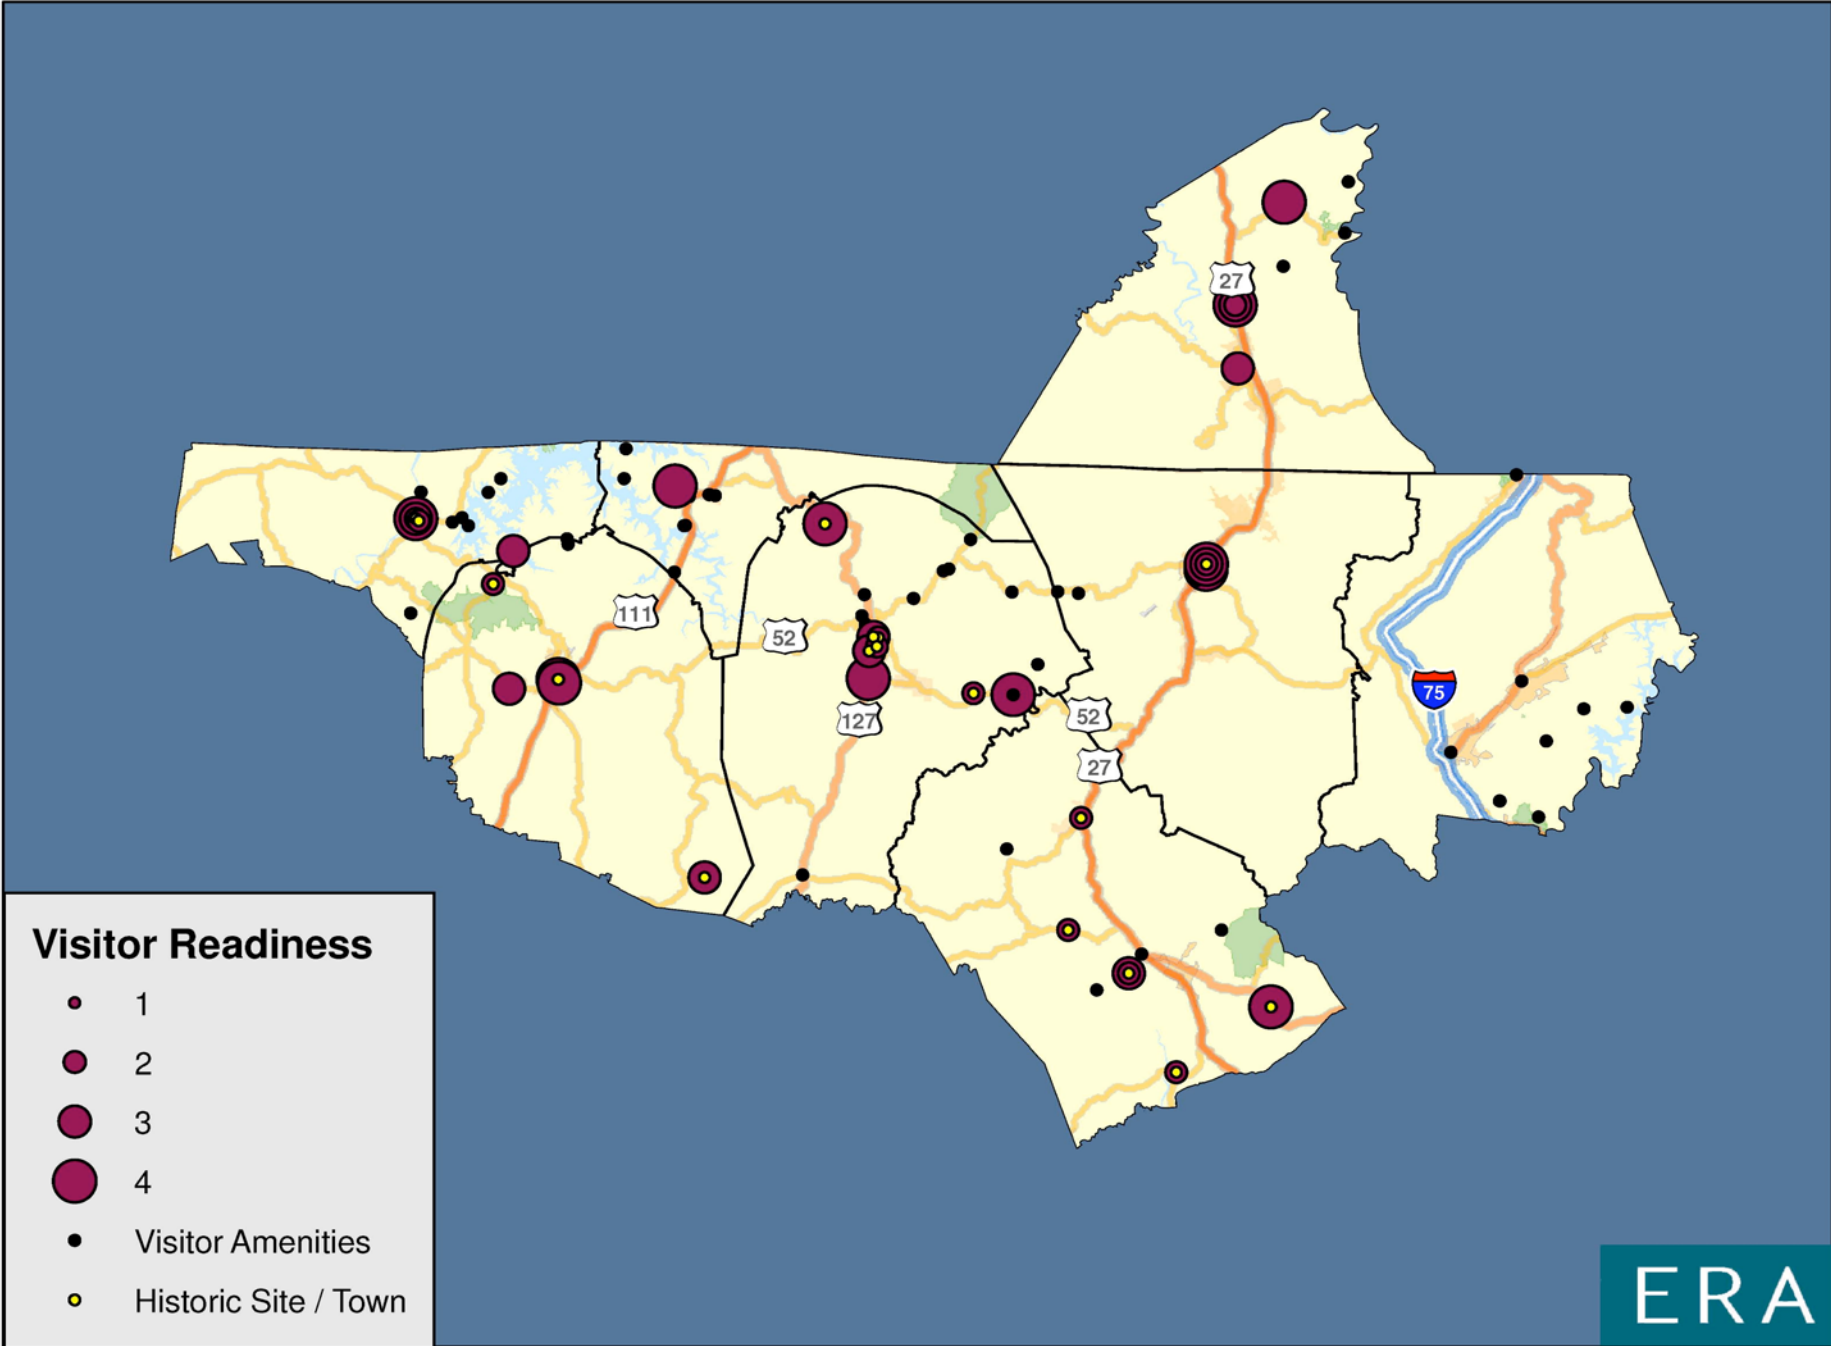 27
111
52
127
52
27
75
Visitor Readiness
1
2
3
4
Visitor Amenities
Historic Site / Town
ERA